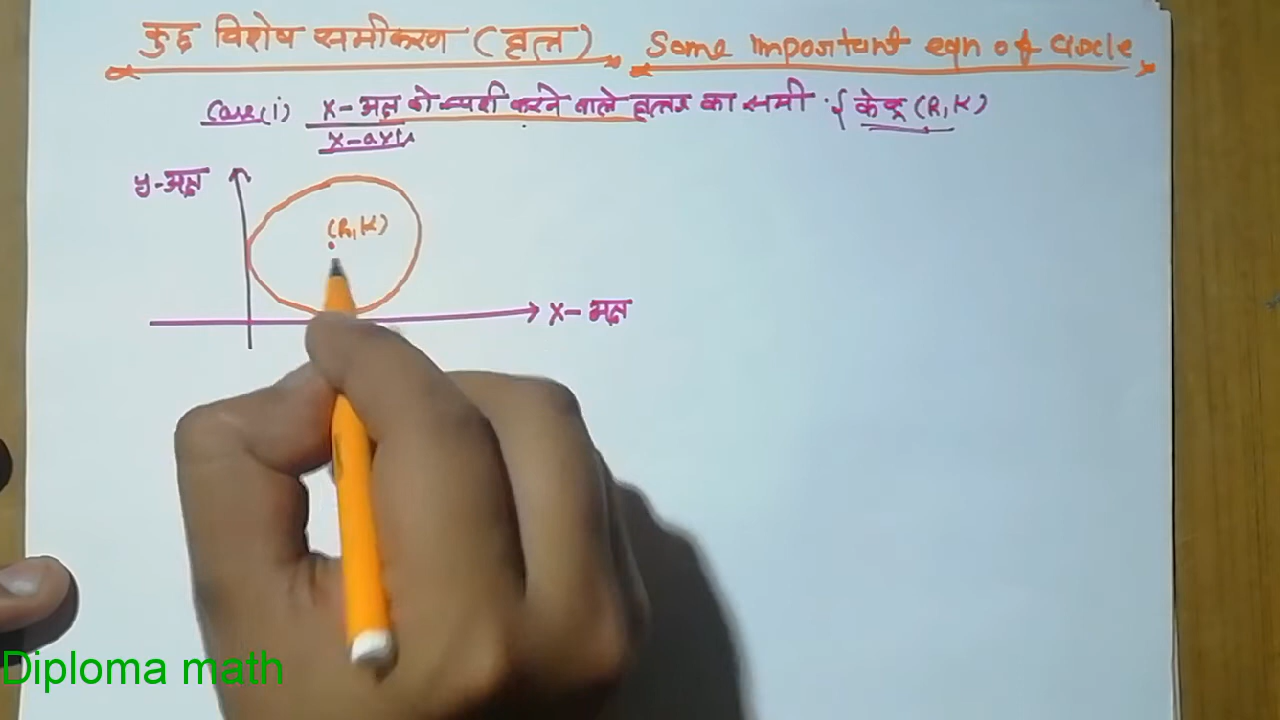 कुछ विशेष समीकरण (वृत्त) Some important eqn of circle
Case(i) x-अक्ष को स्पर्श करने वाले वृत्त का समी. { केन्द्र (h,k)
x-axis
y-अक्ष
(h,k)
x-अक्ष
Diploma math